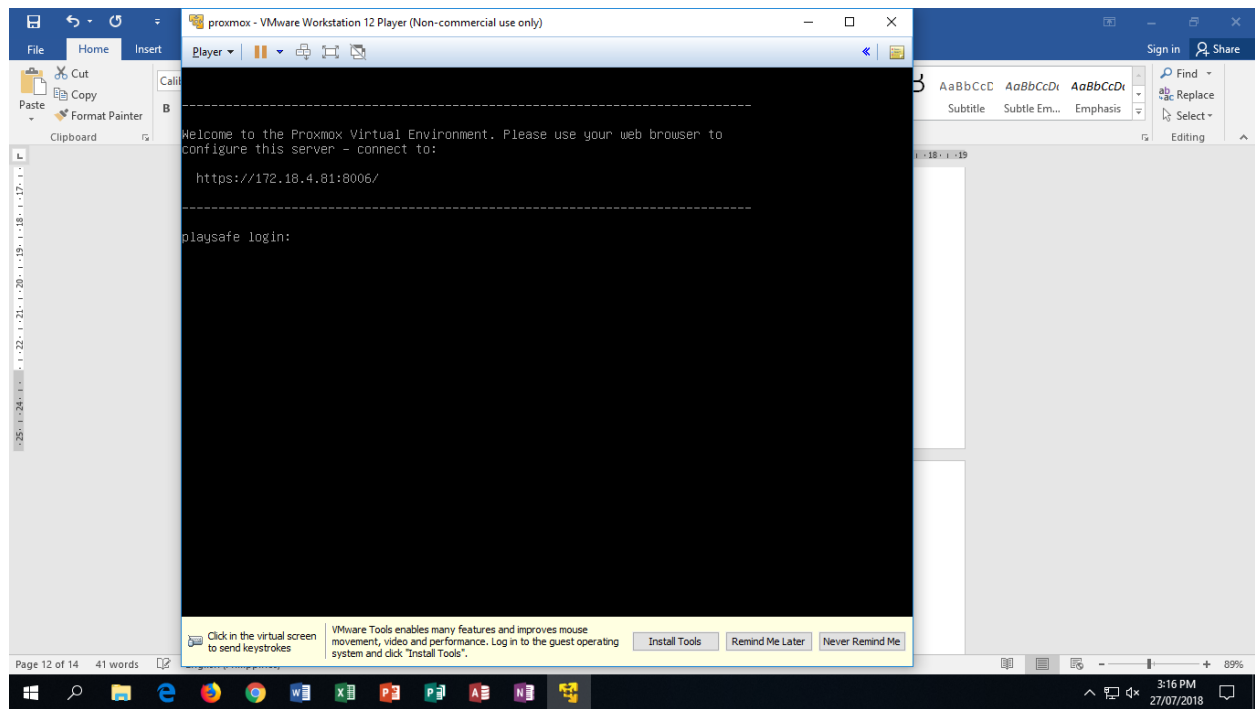 proxmox - VMware Workstation 12 Player (Non-commercial use only)
File Home Insert
Sign in Share
Player
Cut
Copy
Format Painter
Paste
Clipboard
Calil
B
AaBbCcD AaBbCcDc AaBbCcDc
Subtitle Subtle Em... Emphasis
Find
Replace
Select
Editing
Welcome to the Proxmox Virtual Environment. Please use your web browser to
configure this server - connect to:
https://172.18.4.81:8006/
playsafe login:
Click in the virtual screen
to send keystrokes
VMware Tools enables many features and improves mouse
movement, video and performance. Log in to the guest operating
system and click "Install Tools".
Install Tools Remind Me Later Never Remind Me
Page 12 of 14 41 words
89%
3:16 PM
27/07/2018